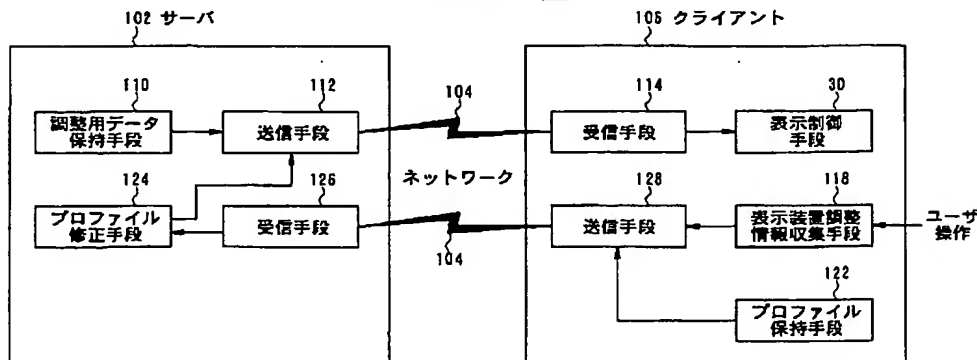 102 サーバ
106 クライアント
110
調整用データ
保持手段
112
送信手段
104
114
受信手段
30
表示制御
手段
ネットワーク
124
プロファイル
修正手段
126
受信手段
104
128
送信手段
118
表示装置調整
情報収集手段
ユーザ
操作
122
プロファイル
保持手段